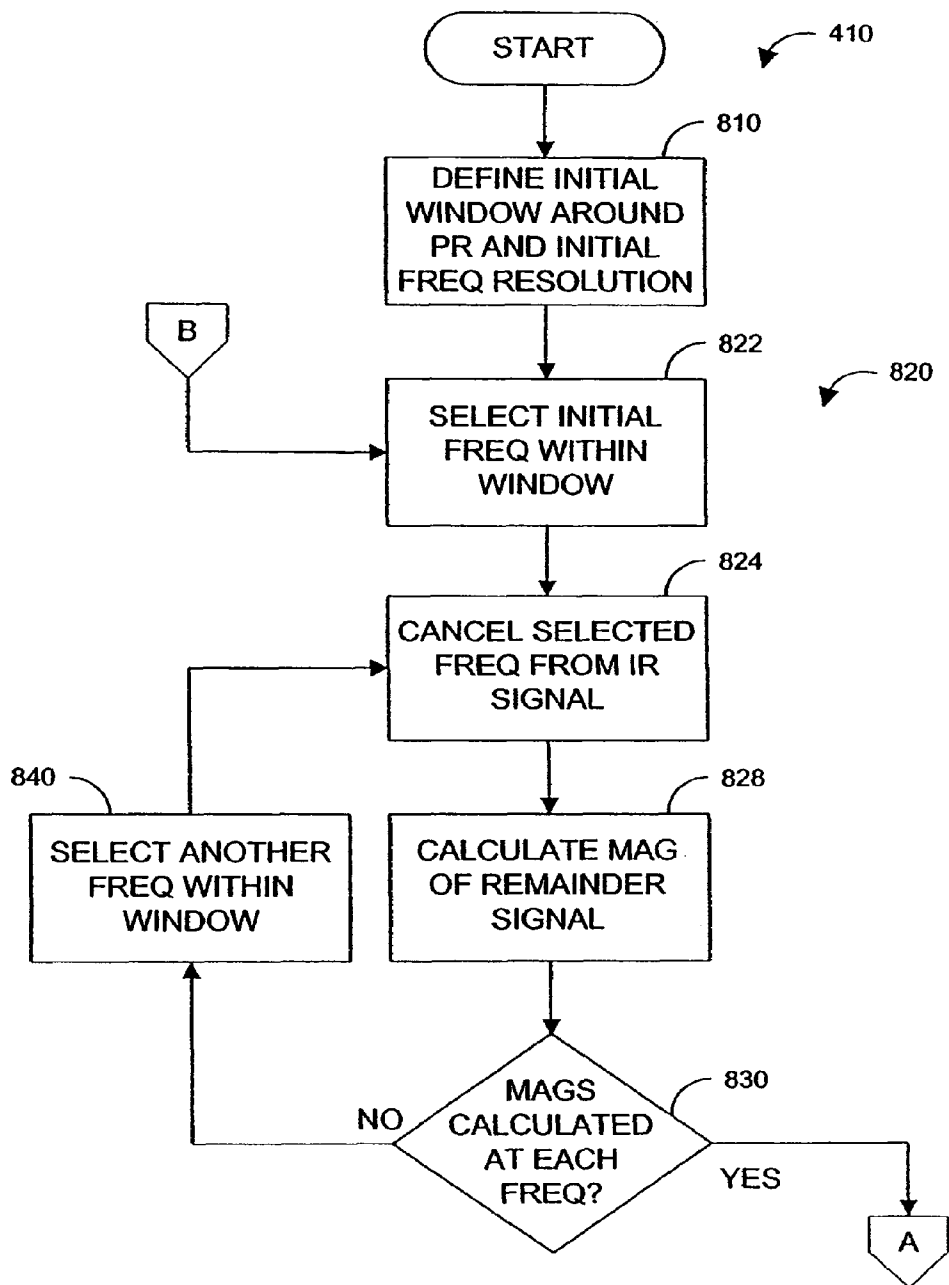 START
410
810
DEFINE INITIAL
WINDOW AROUND
PR AND INITIAL
FREQ RESOLUTION
B
822
820
SELECT INITIAL
FREQ WITHIN
WINDOW
824
CANCEL SELECTED
FREQ FROM IR
SIGNAL
840
828
SELECT ANOTHER
FREQ WITHIN
WINDOW
CALCULATE MAG
OF REMAINDER
SIGNAL
830
NO
MAGS
CALCULATED
AT EACH
FREQ?
YES
A